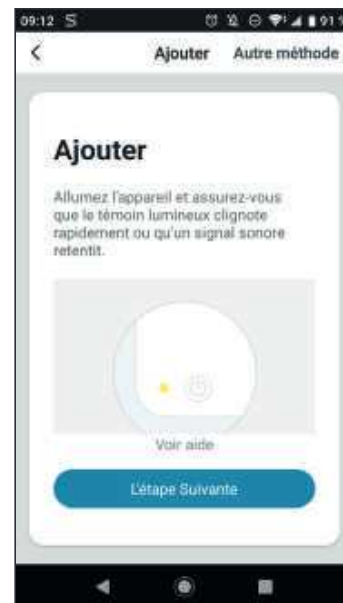 09:12
Ajouter Autre méthode
Ajouter
Allumez l'appareil et assurez-vous
que le témoin lumineux clignote
rapidement ou qu'un signal sonore
retentit.
Voir aide
L'étape Suivante